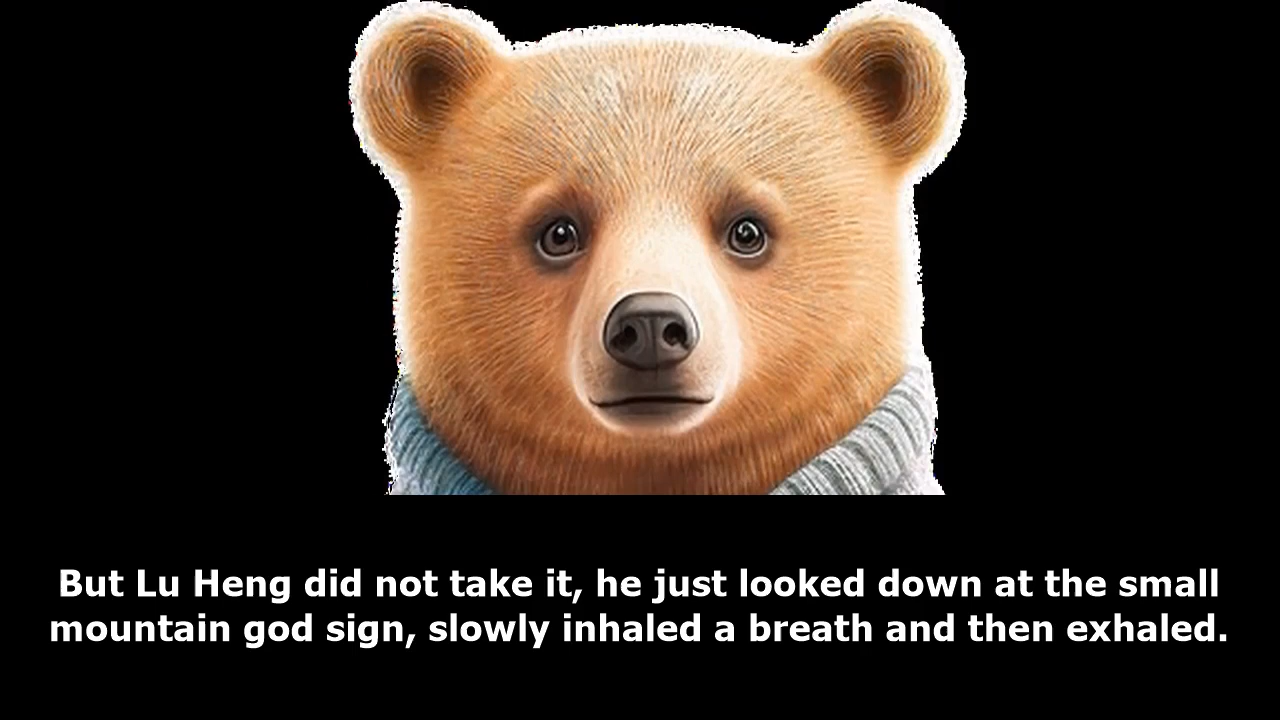 But Lu Heng did not take it, he just looked down at the small
mountain god sign, slowly inhaled a breath and then exhaled.